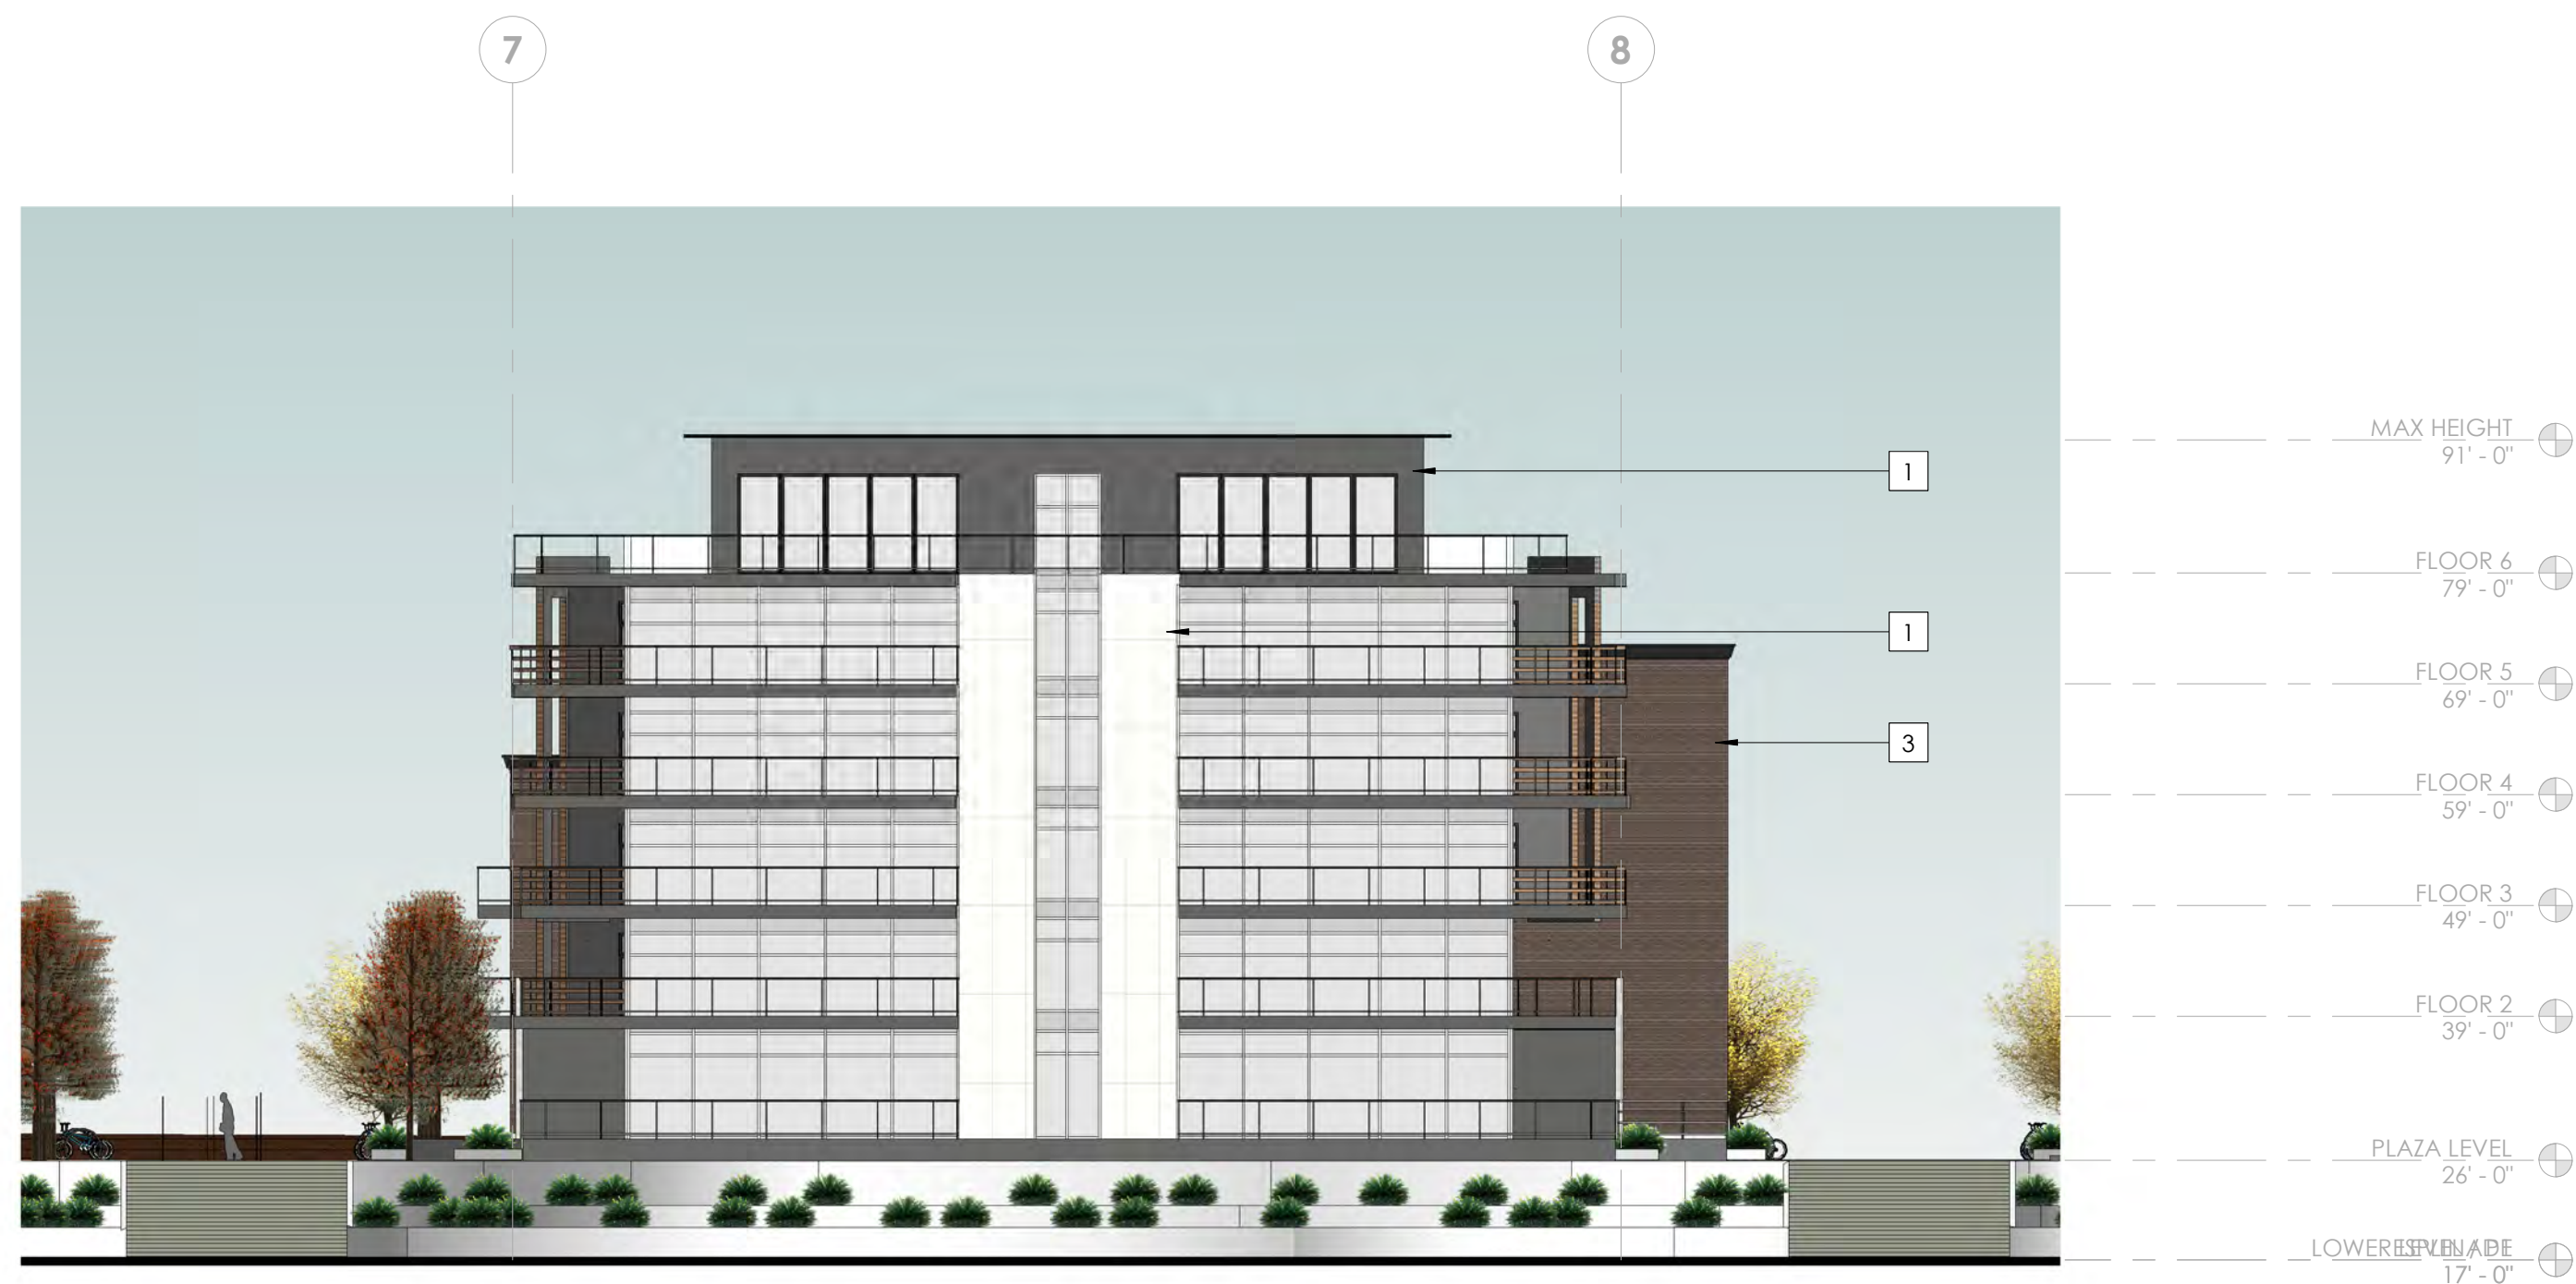 7
8
MAX HEIGHT
91' - 0"
1
FLOOR 6
79' - 0"
1
FLOOR 5
69' - 0"
3
FLOOR 4
59' - 0"
FLOOR 3
49' - 0"
FLOOR 2
39' - 0"
PLAZA LEVEL
26' - 0"
LOWER
17' - 0"